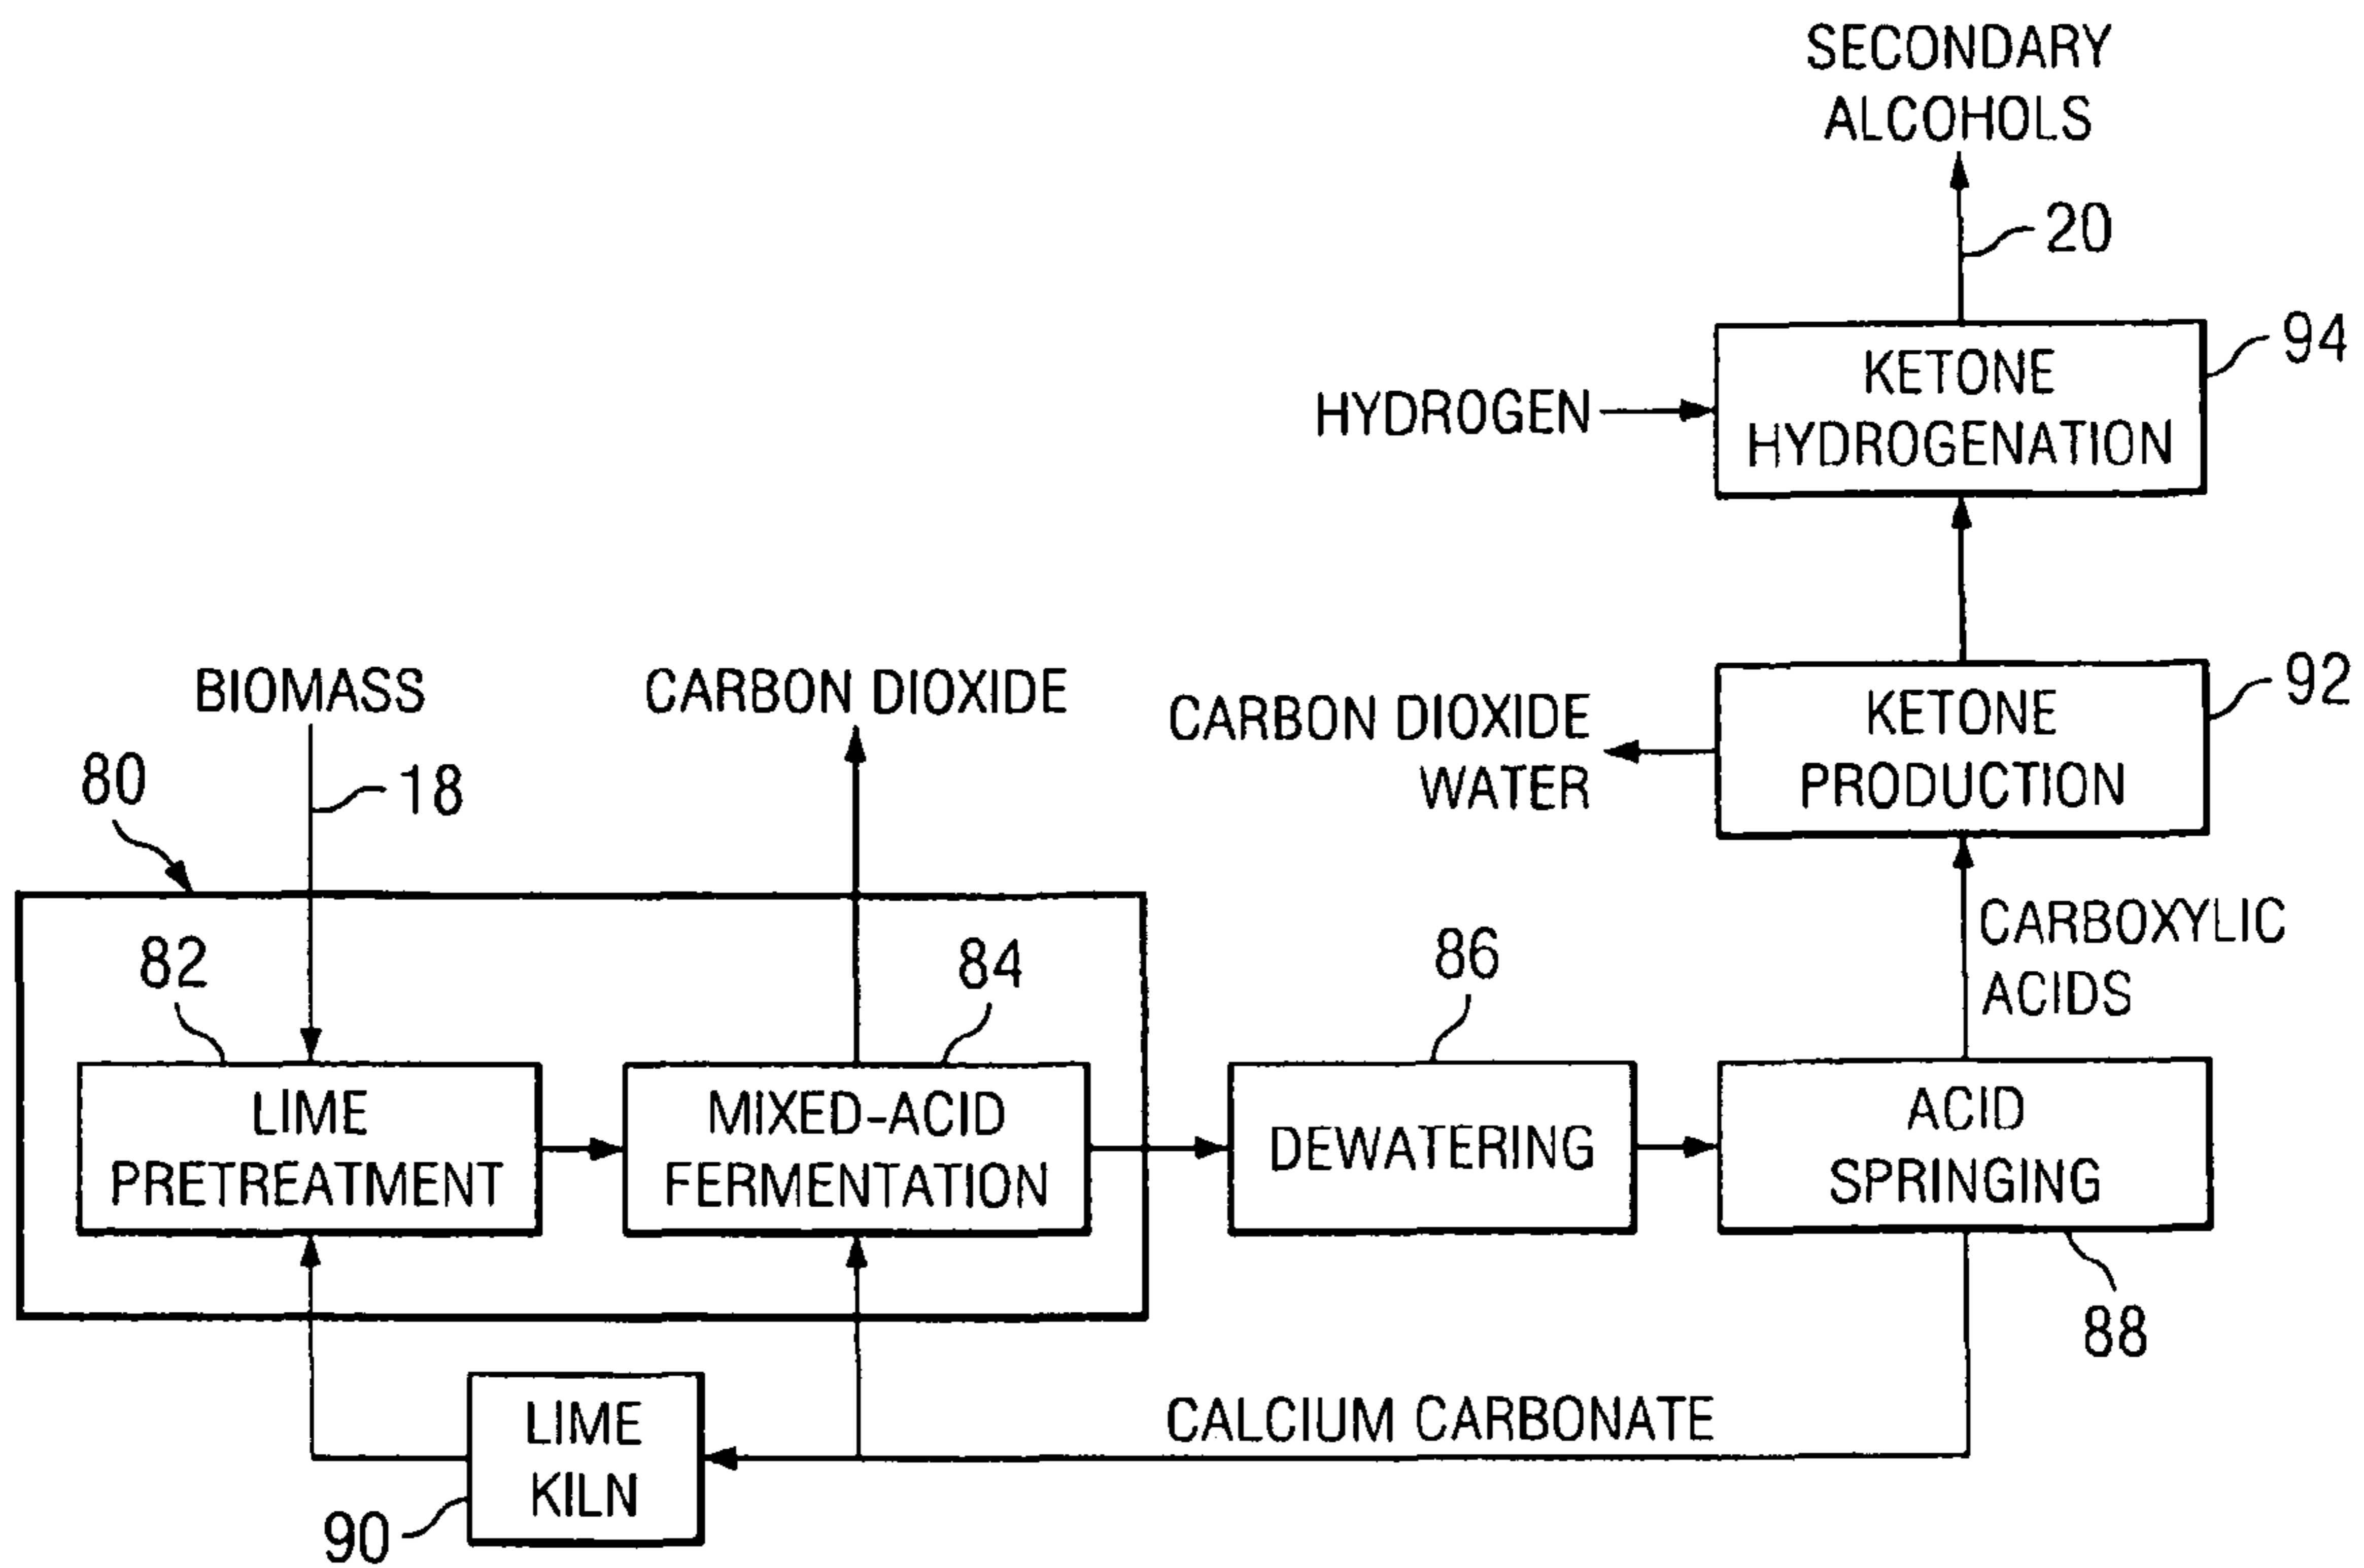 SECONDARY
ALCOHOLS
20
94
KETONE
HYDROGENATION
HYDROGEN
92
KETONE
PRODUCTION
CARBON DIOXIDE
WATER
BIOMASS
CARBON DIOXIDE
80
18
CARBOXYLIC
ACIDS
82
84
86
LIME
PRETREATMENT
MIXED-ACID
FERMENTATION
DEWATERING
ACID
SPRINGING
88
LIME
KILN
90
CALCIUM CARBONATE